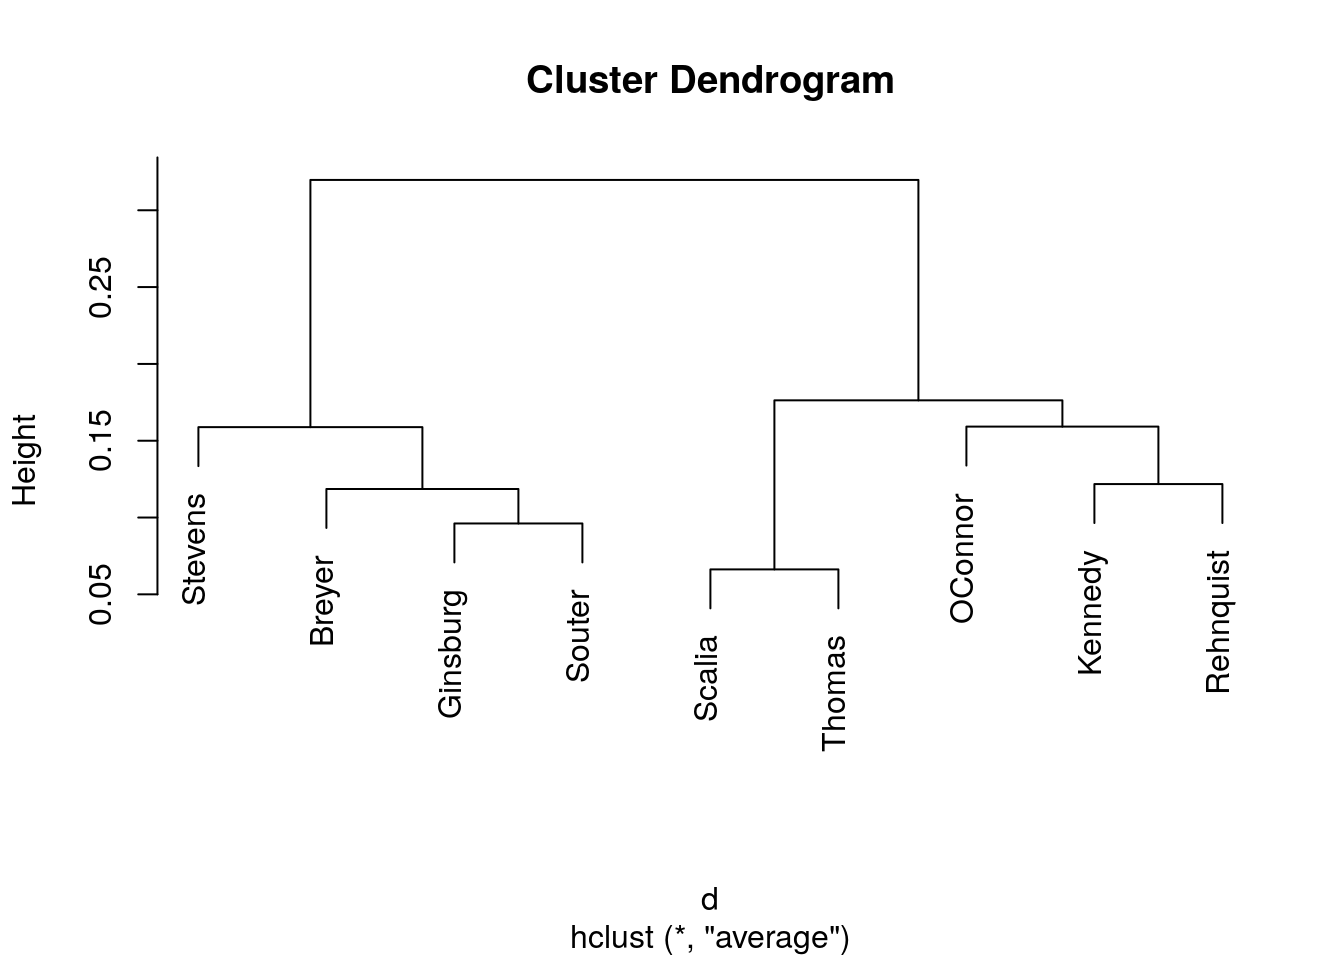 Cluster Dendrogram
Height
0.05
0.15
0.25
Stevens
Breyer
Ginsburg
Souter
Scalia
Thomas
OConnor
Kennedy
Rehnquist
d
hclust (*, "average")